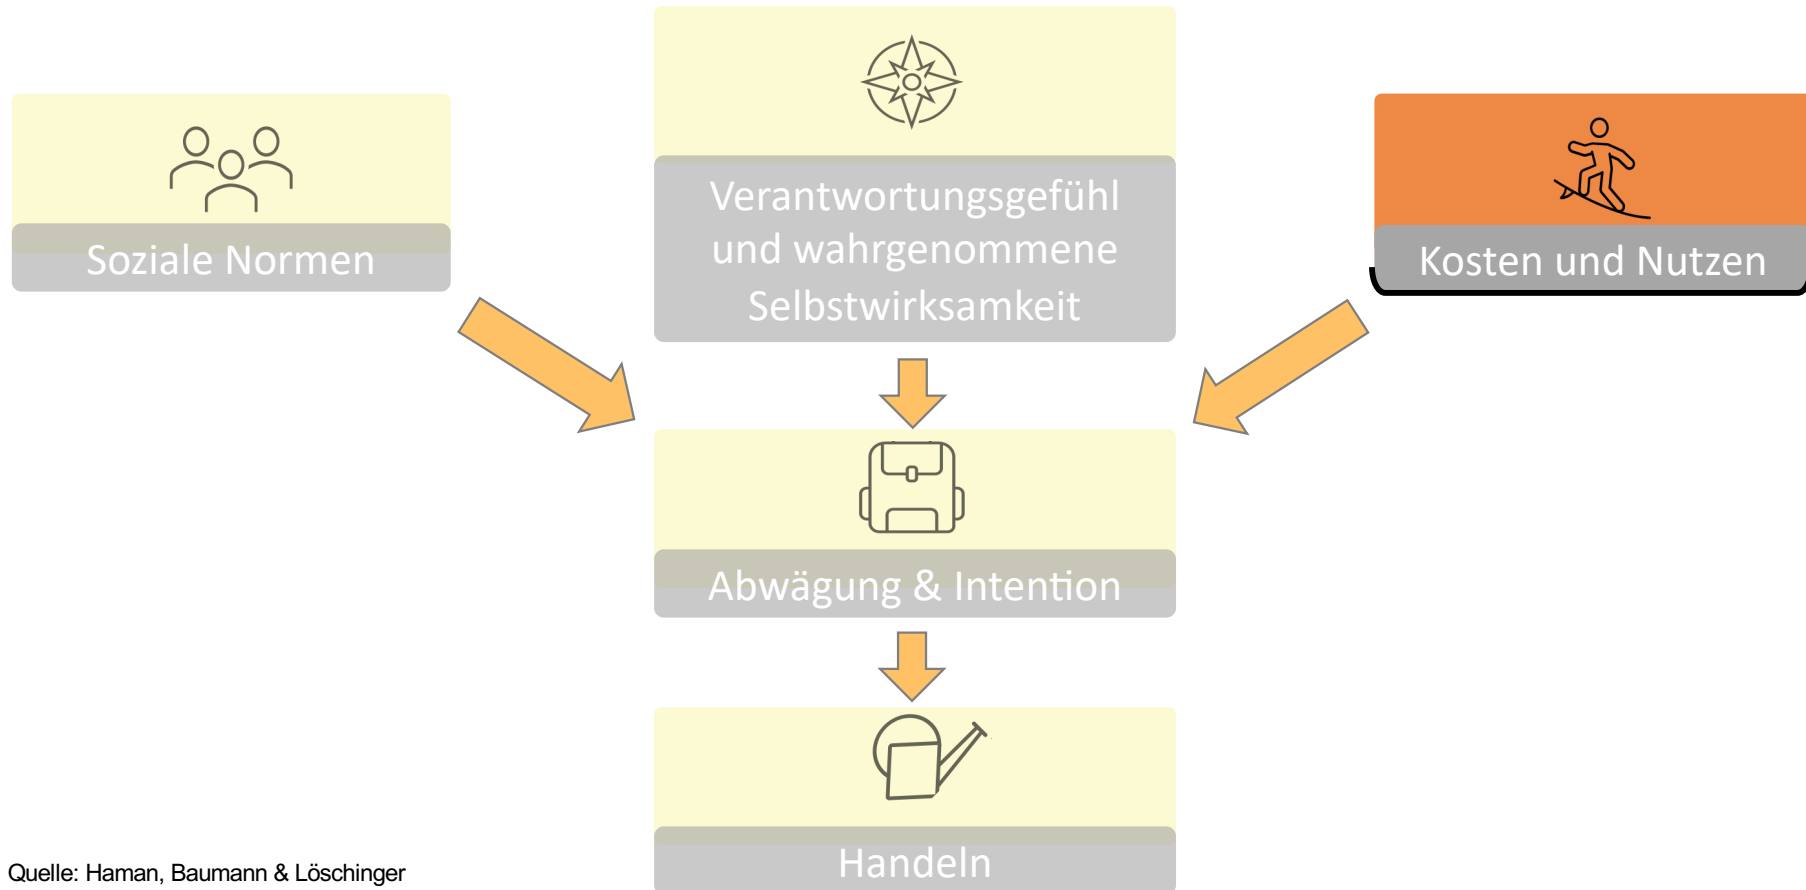 Soziale Normen
Verantwortungsgefühl
und wahrgenommene
Selbstwirksamkeit
Kosten und Nutzen
Abwägung & Intention
Handeln
Quelle: Haman, Baumann & Löschinger